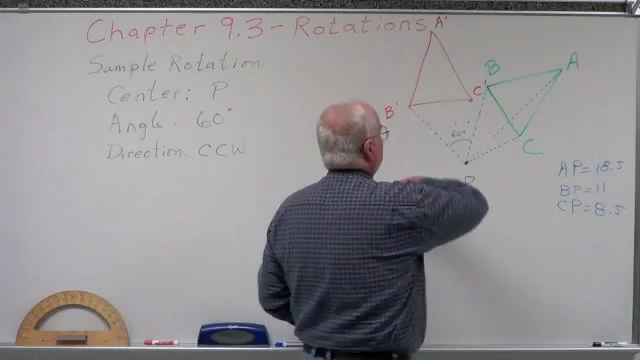 Chapter 9.3 - Rotations
Sample Rotation
Center: P
Angle: 60°
Direction: CCW
A'
B'
C
B
A
C
60°
P
AP = 18.5
BP = 11
CP = 8.5